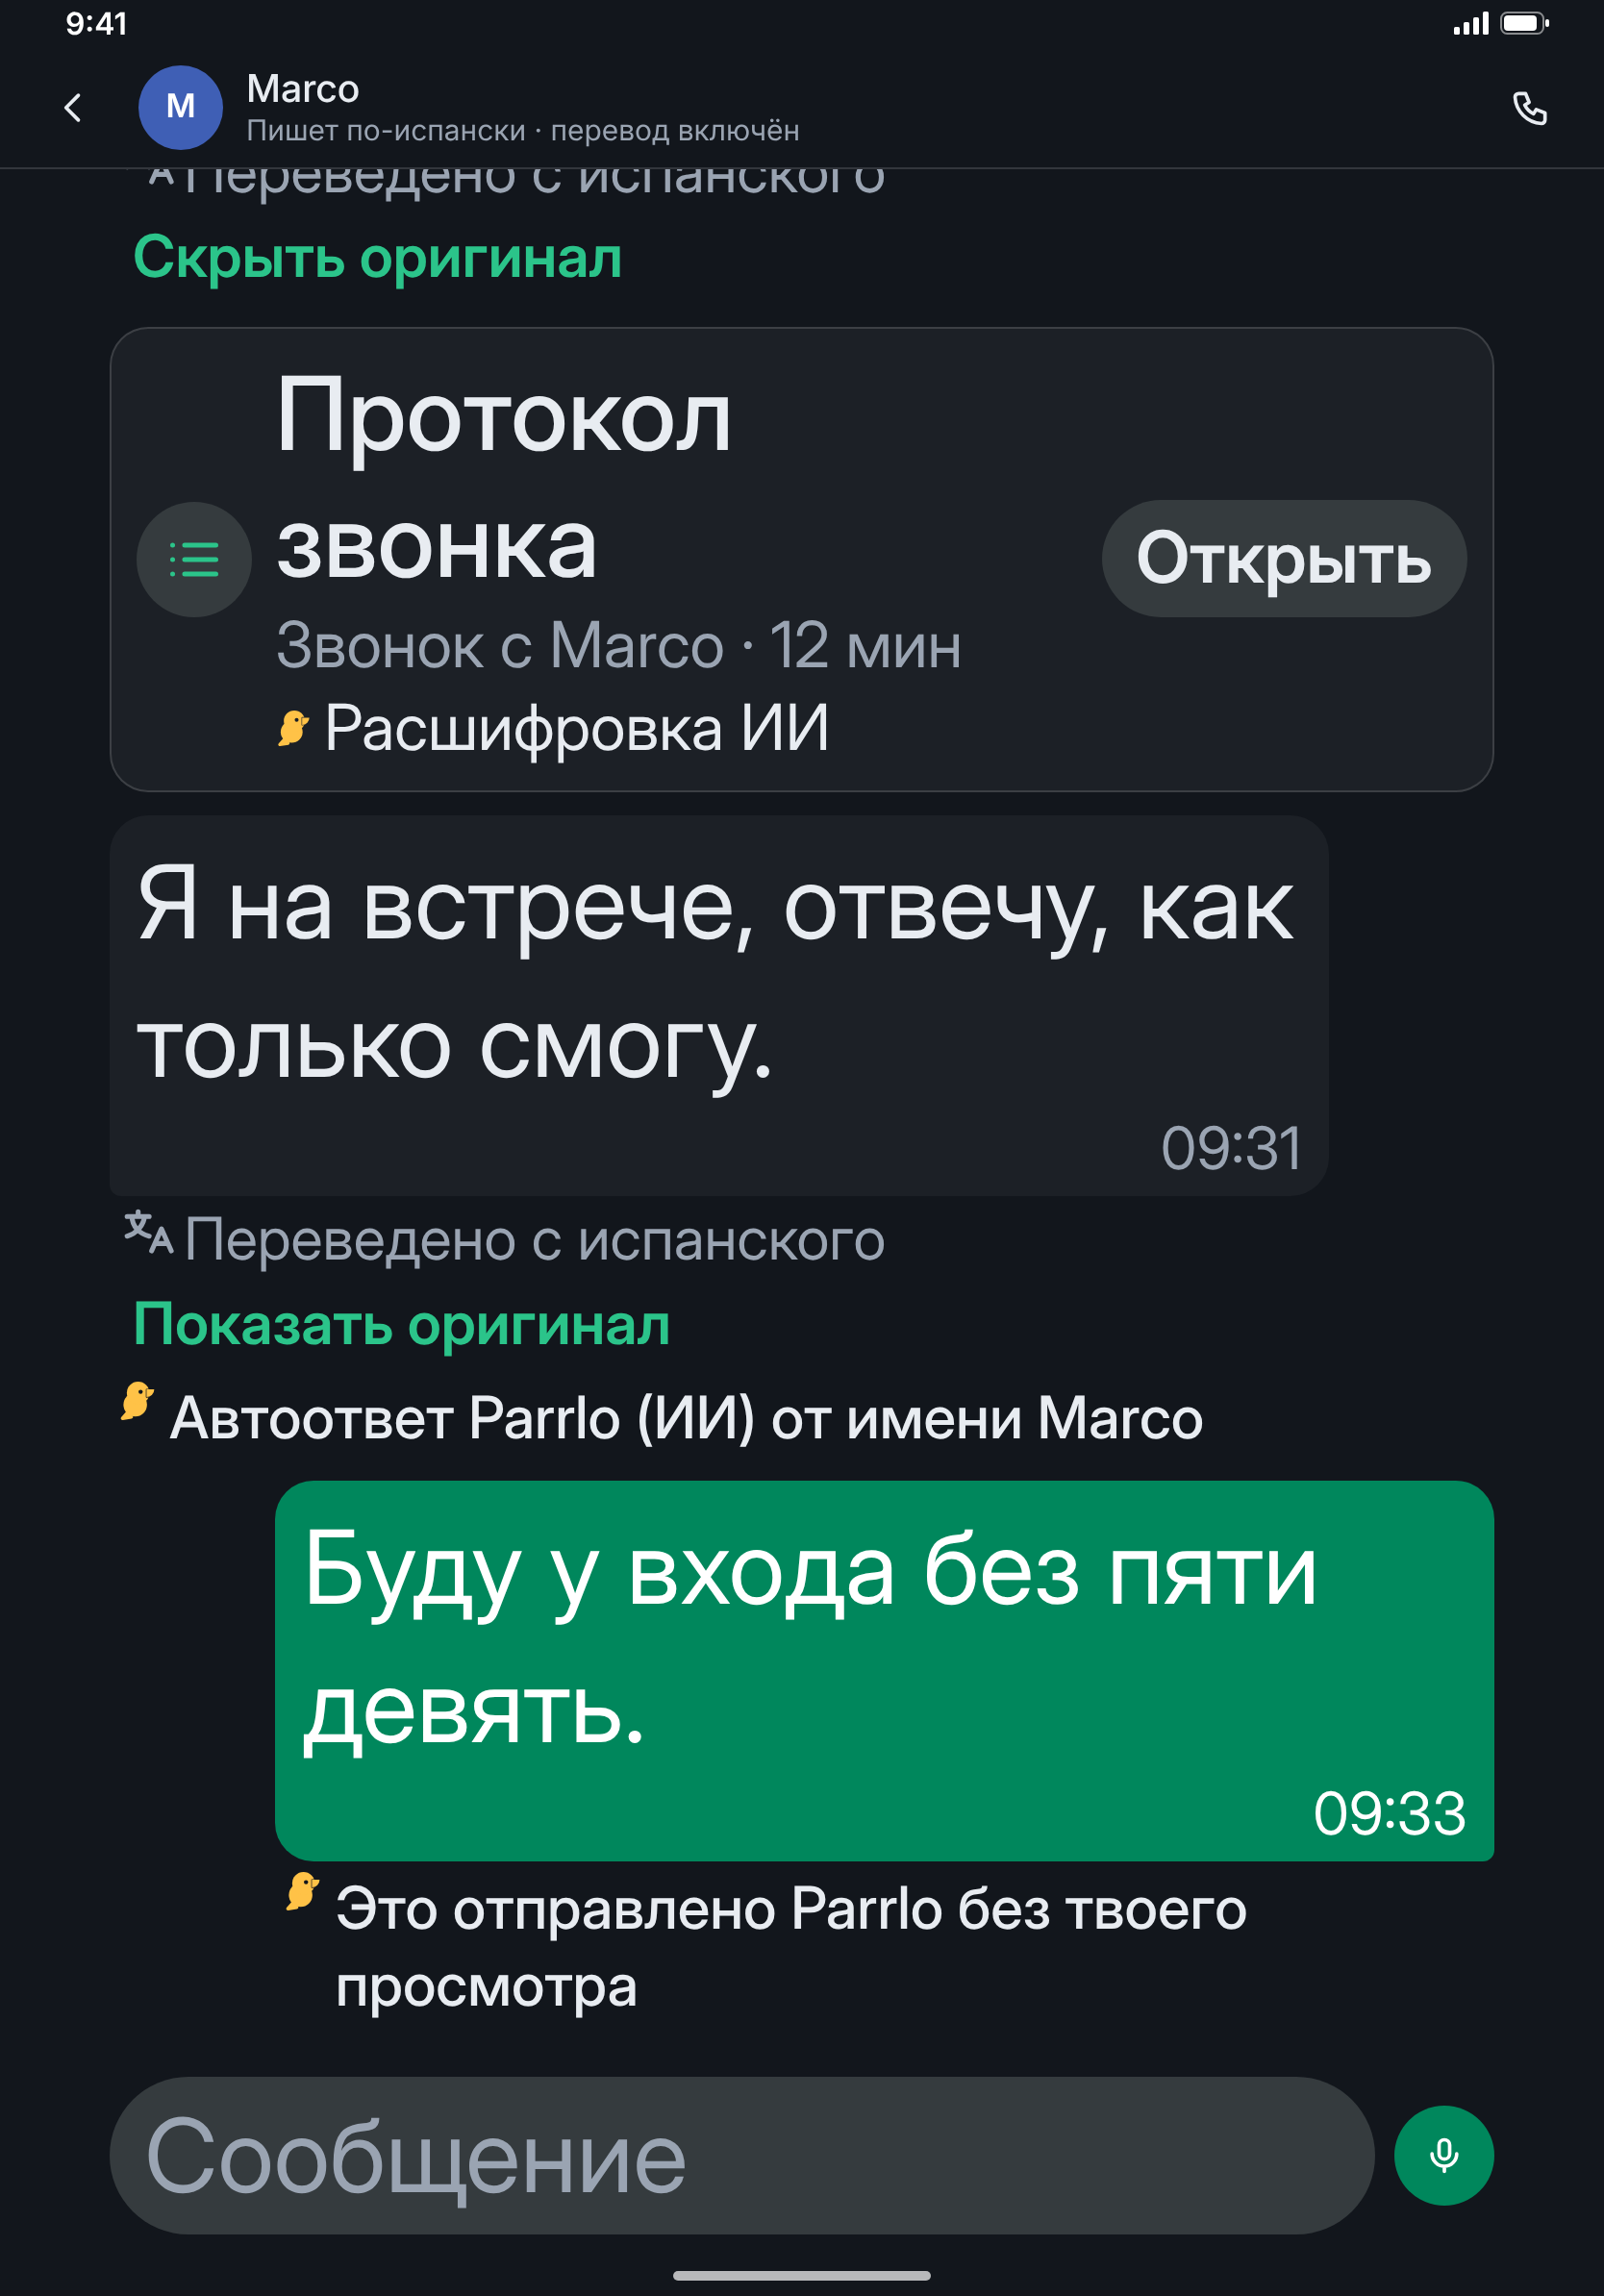 9:41
M
Marco
Пишет по-испански · перевод включён
Переведено с испанского
Скрыть оригинал
Протокол
звонка
Открыть
Звонок с Marco · 12 мин
Расшифровка ИИ
Я на встрече, отвечу, как
только смогу.
09:31
Переведено с испанского
Показать оригинал
Автоответ Parrlo (ИИ) от имени Marco
Буду у входа без пяти
девять.
09:33
Это отправлено Parrlo без твоего
просмотра
Сообщение